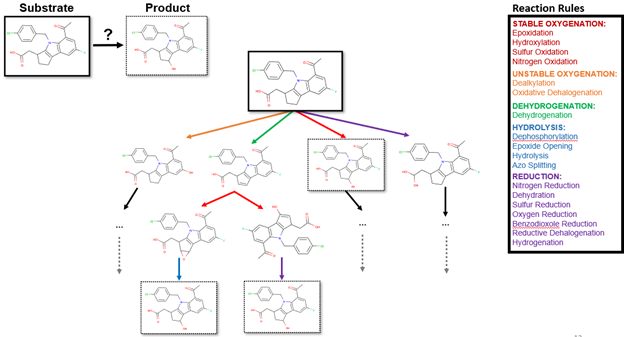 Substrate
Product
?
Reaction Rules
STABLE OXYGENATION:
Epoxidation
Hydroxylation
Sulfur Oxidation
Nitrogen Oxidation
UNSTABLE OXYGENATION:
Dealkylation
Oxidative Dehalogenation
DEHYDROGENATION:
Dehydrogenation
HYDROLYSIS:
Dephosphorylation
Epoxide Opening
Hydrolysis
Azo Splitting
REDUCTION:
Nitrogen Reduction
Dehydration
Sulfur Reduction
Oxygen Reduction
Benzodioxole Reduction
Reductive Dehalogenation
Hydrogenation
...
...
...